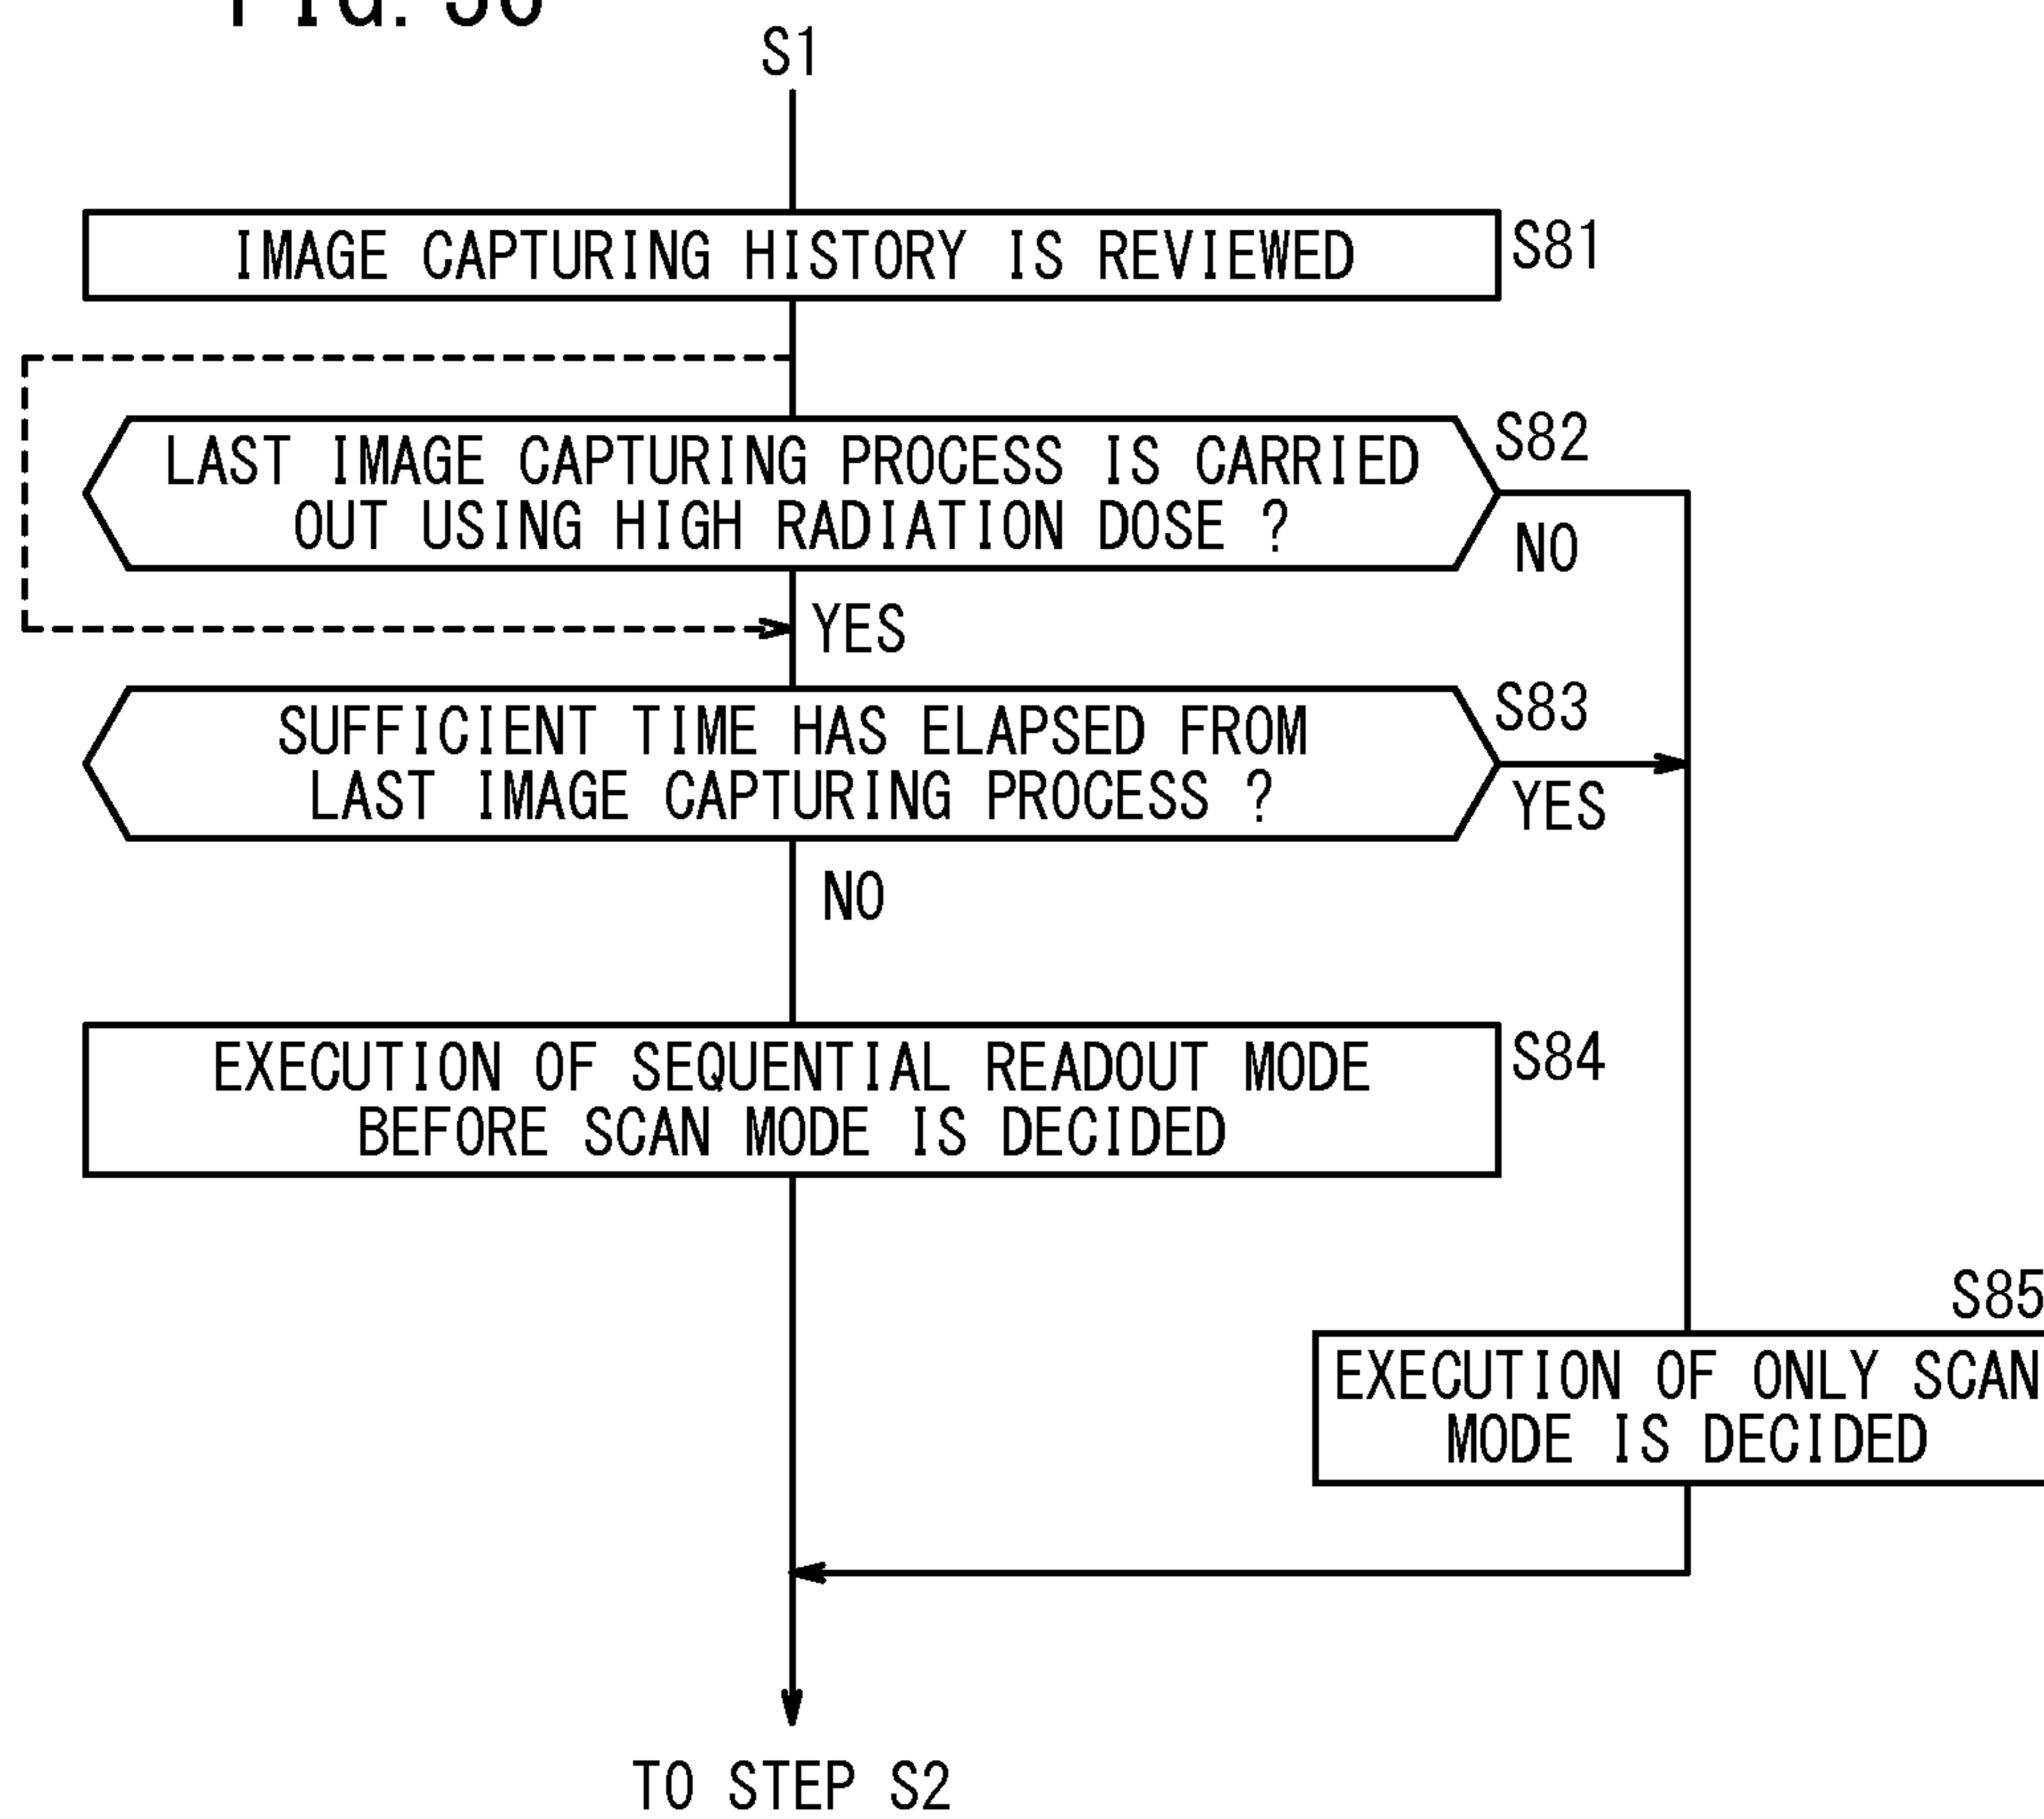 FIG. 30
S1
IMAGE CAPTURING HISTORY IS REVIEWED
S81
LAST IMAGE CAPTURING PROCESS IS CARRIED
OUT USING HIGH RADIATION DOSE ?
S82
NO
YES
SUFFICIENT TIME HAS ELAPSED FROM
LAST IMAGE CAPTURING PROCESS ?
S83
YES
NO
EXECUTION OF SEQUENTIAL READOUT MODE
BEFORE SCAN MODE IS DECIDED
S84
S85
EXECUTION OF ONLY SCAN
MODE IS DECIDED
TO STEP S2